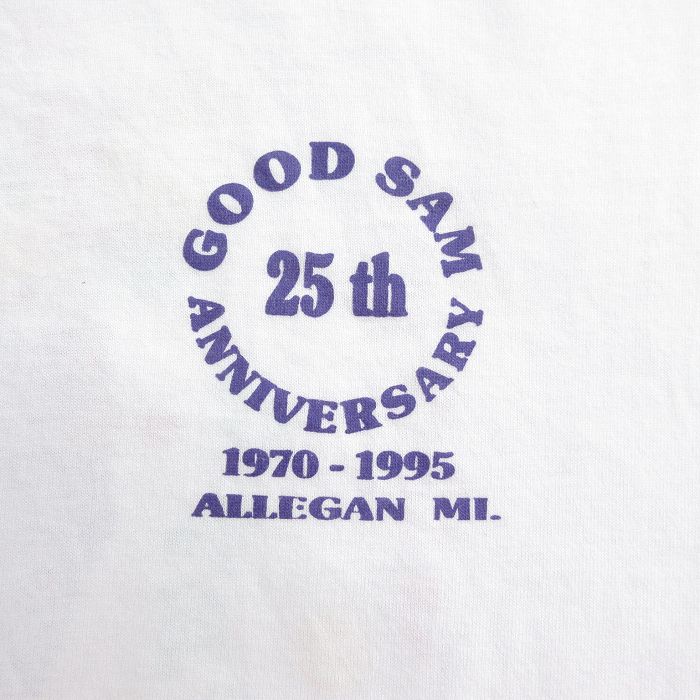 GOOD SAM
25 th
ANNIVERSARY
1970 - 1995
ALLEGAN MI.